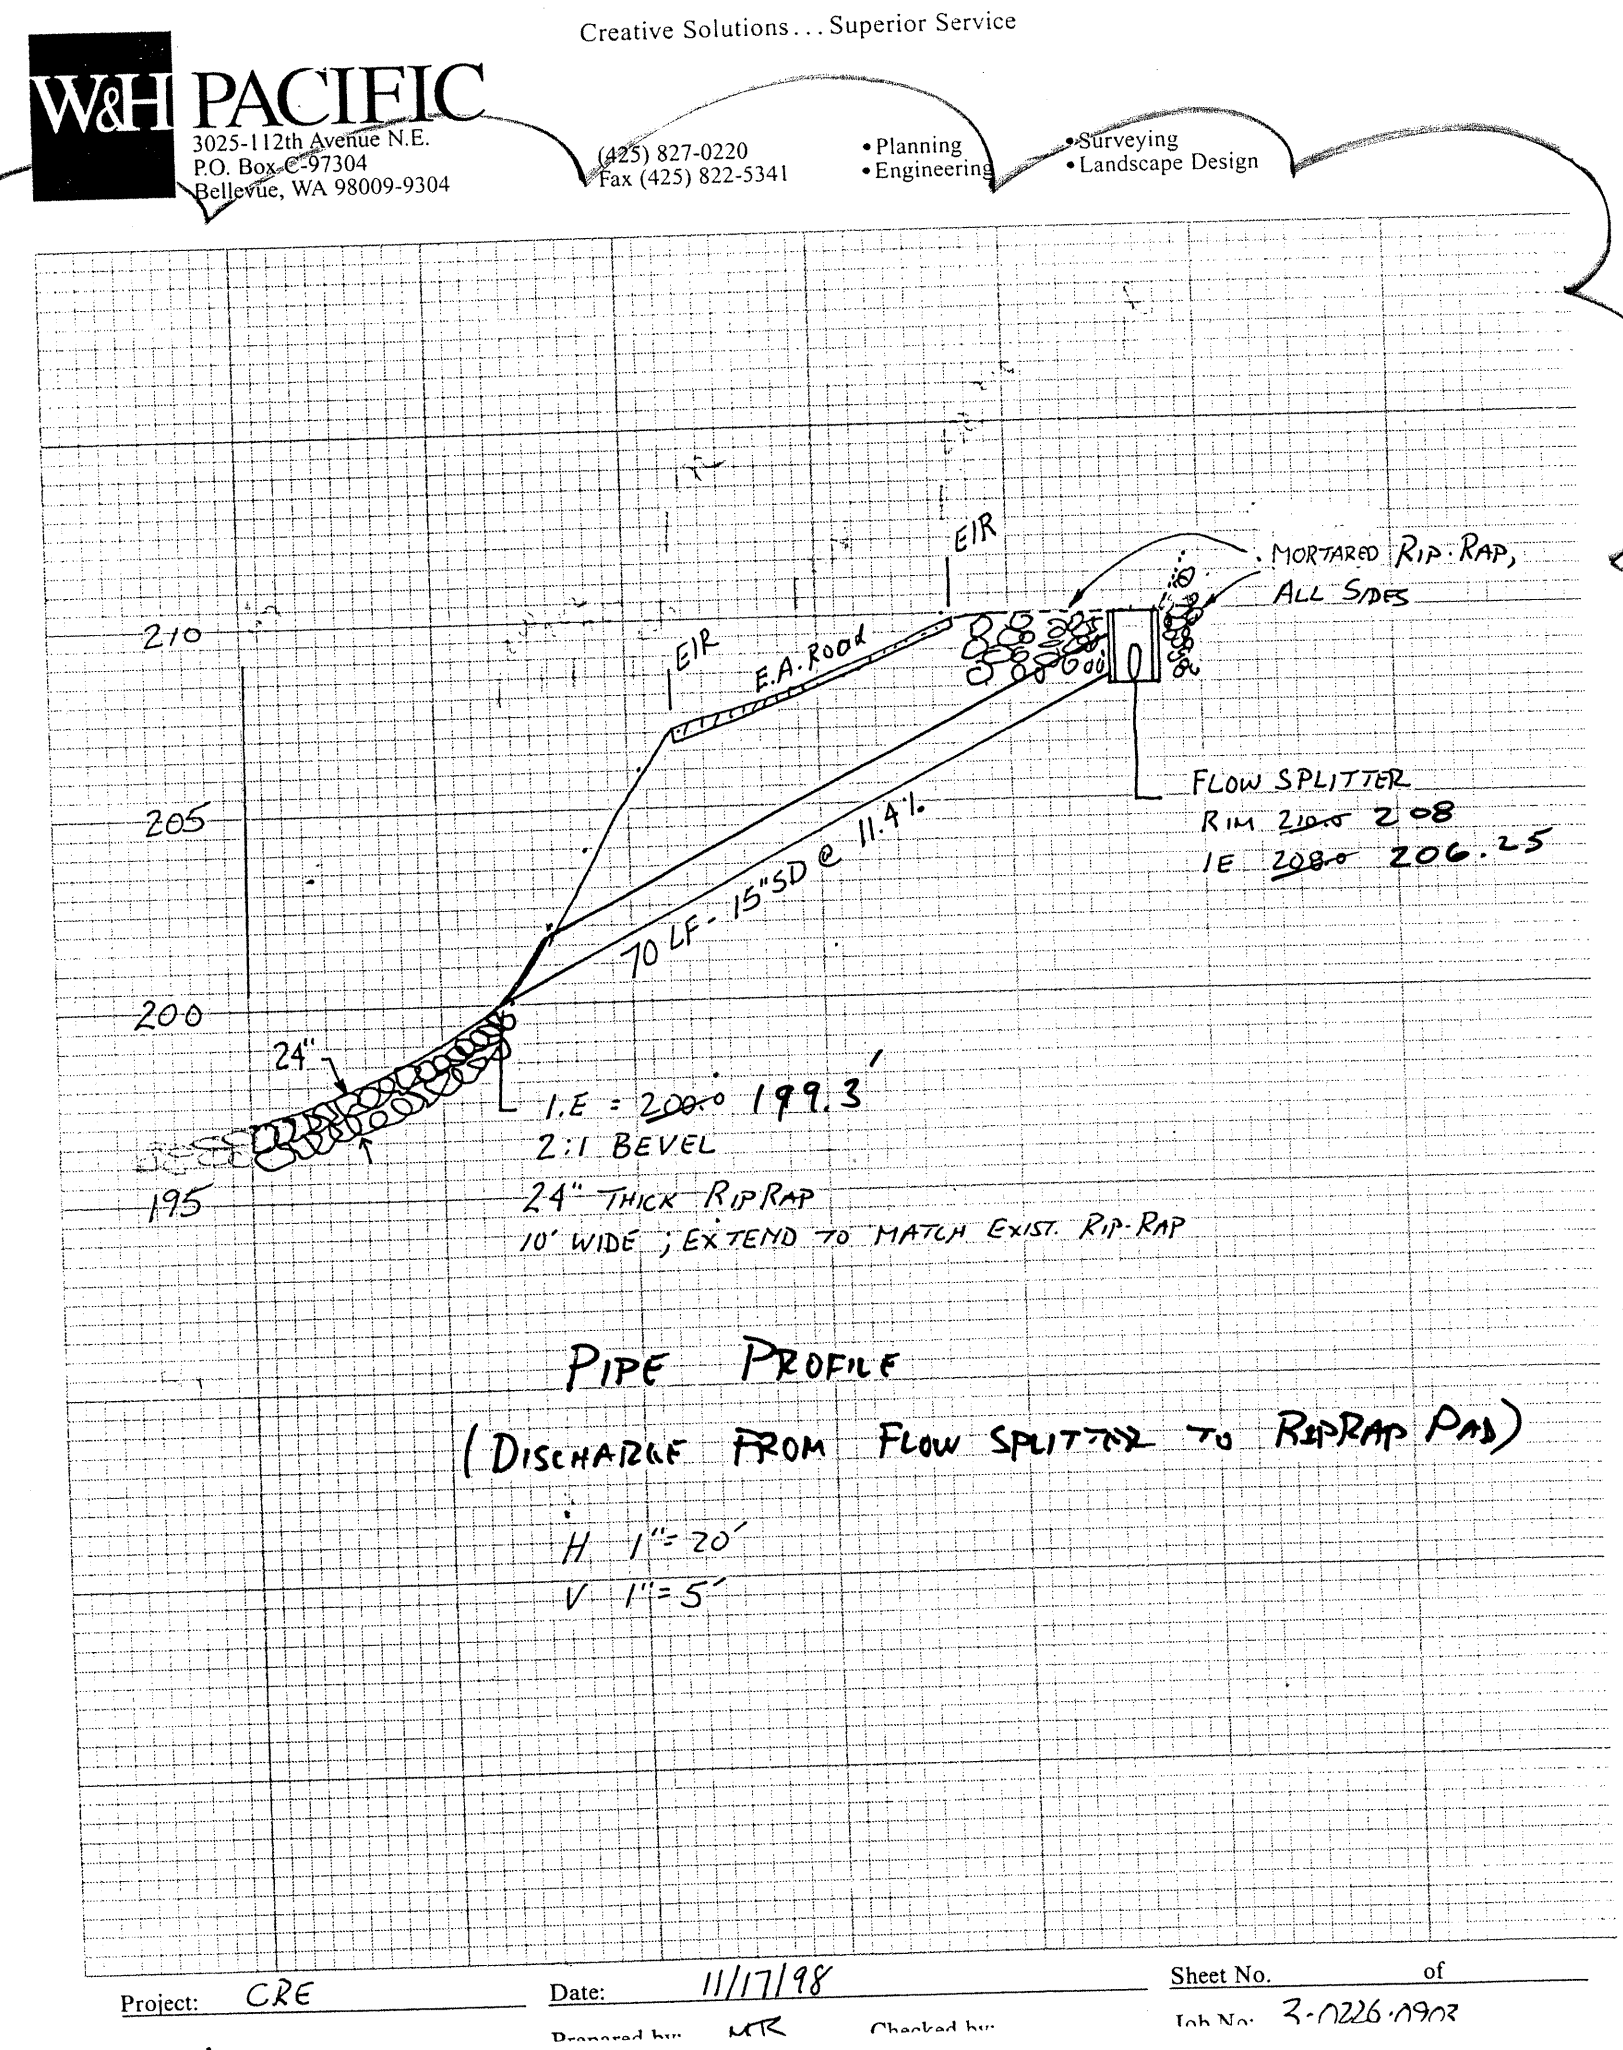 Creative Solutions... Superior Service
W&H PACIFIC
3025-112th Avenue N.E.
P.O. Box C-97304
Bellevue, WA 98009-9304
(425) 827-0220
Fax (425) 822-5341
• Planning
• Engineering
• Surveying
• Landscape Design
EIR
MORTARED RIP-RAP,
ALL SIDES
210
EIR
E.A. Road
205
FLOW SPLITTER
RIM 210.0 208
IE 208.0 206.25
70 LF - 15" SD @ 11.4%
200
24"
I.E = 200.0 199.3'
2:1 BEVEL
195
24" THICK RIPRAP
10' WIDE ; EXTEND TO MATCH EXIST. RIP-RAP
PIPE PROFILE
(DISCHARGE FROM FLOW SPLITTER TO RIPRAP PAD)
H 1"=20'
V 1"=5'
Project: CRE
Date: 11/17/98
Sheet No. of
Prepared by: MR
Checked by:
Job No: 3-0226-0903